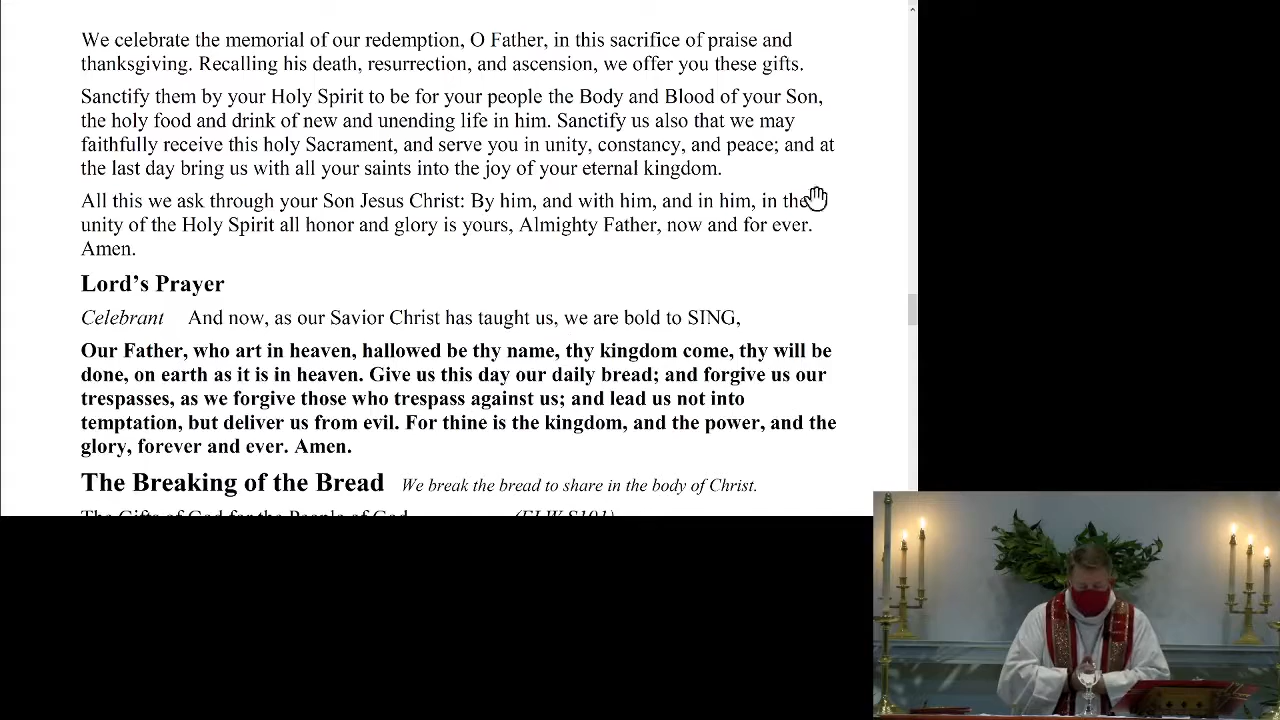 We celebrate the memorial of our redemption, O Father, in this sacrifice of praise and
thanksgiving. Recalling his death, resurrection, and ascension, we offer you these gifts.
Sanctify them by your Holy Spirit to be for your people the Body and Blood of your Son,
the holy food and drink of new and unending life in him. Sanctify us also that we may
faithfully receive this holy Sacrament, and serve you in unity, constancy, and peace; and at
the last day bring us with all your saints into the joy of your eternal kingdom.
All this we ask through your Son Jesus Christ: By him, and with him, and in him, in the
unity of the Holy Spirit all honor and glory is yours, Almighty Father, now and for ever.
Amen.
Lord's Prayer
Celebrant And now, as our Savior Christ has taught us, we are bold to SING,
Our Father, who art in heaven, hallowed be thy name, thy kingdom come, thy will be
done, on earth as it is in heaven. Give us this day our daily bread; and forgive us our
trespasses, as we forgive those who trespass against us; and lead us not into
temptation, but deliver us from evil. For thine is the kingdom, and the power, and the
glory, forever and ever. Amen.
The Breaking of the Bread We break the bread to share in the body of Christ.
The Gifts of God for the People of God (ELW S101)